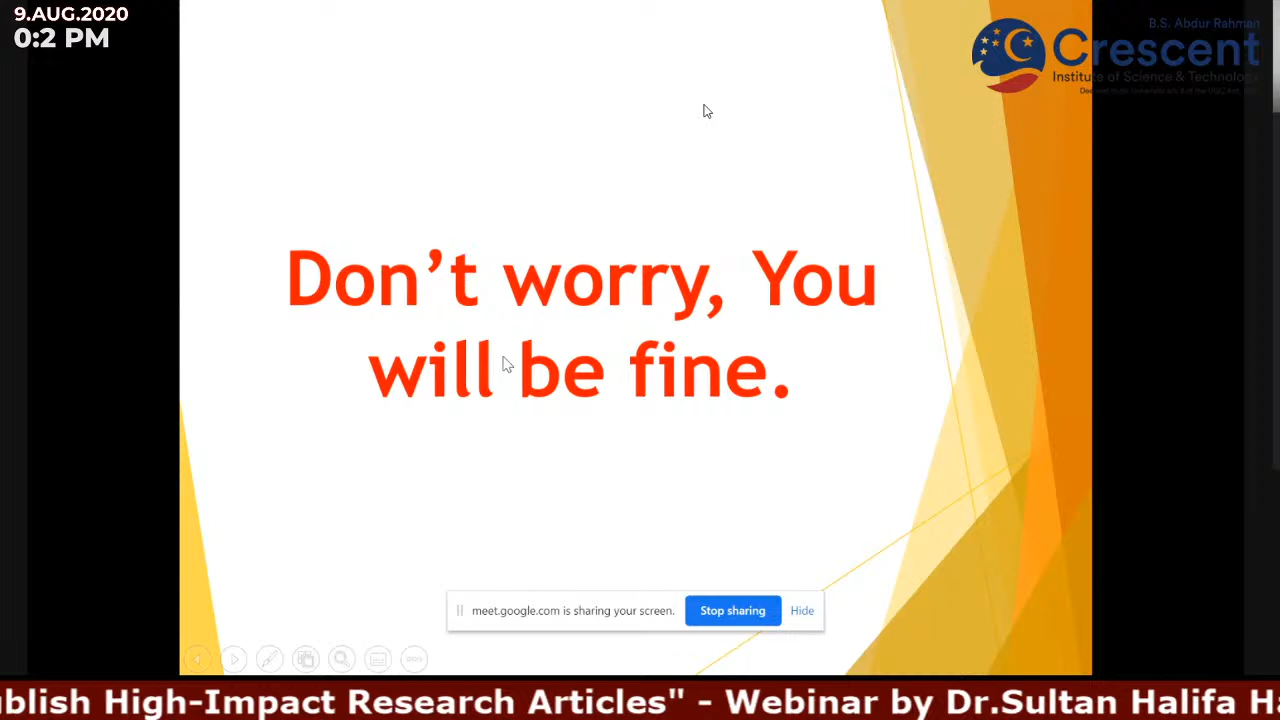 9.AUG.2020
0:2 PM
B.S. Abdur Rahman
Crescent
Institute of Science & Technology
Don’t worry, You
will be fine.
meet.google.com is sharing your screen. Stop sharing Hide
ublish High-Impact Research Articles" - Webinar by Dr.Sultan Halifa Ha